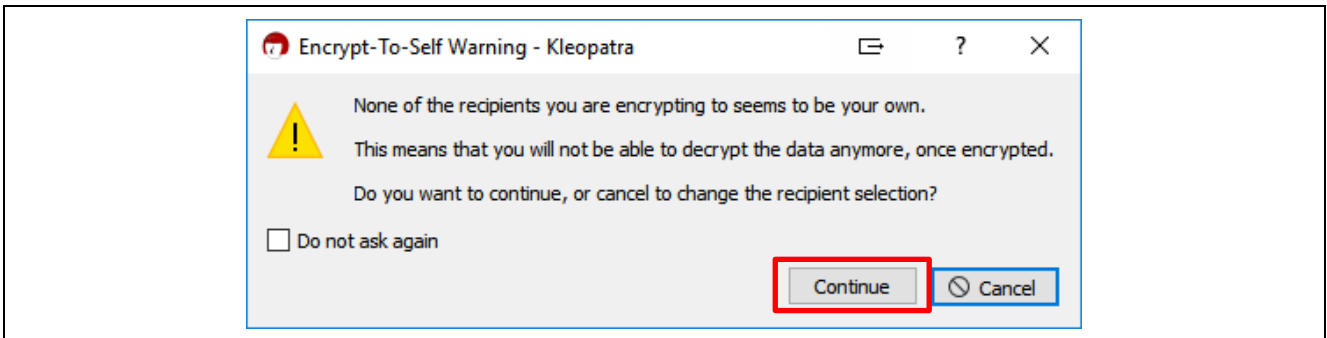 Encrypt-To-Self Warning - Kleopatra
None of the recipients you are encrypting to seems to be your own.
This means that you will not be able to decrypt the data anymore, once encrypted.
Do you want to continue, or cancel to change the recipient selection?
Do not ask again
Continue Cancel